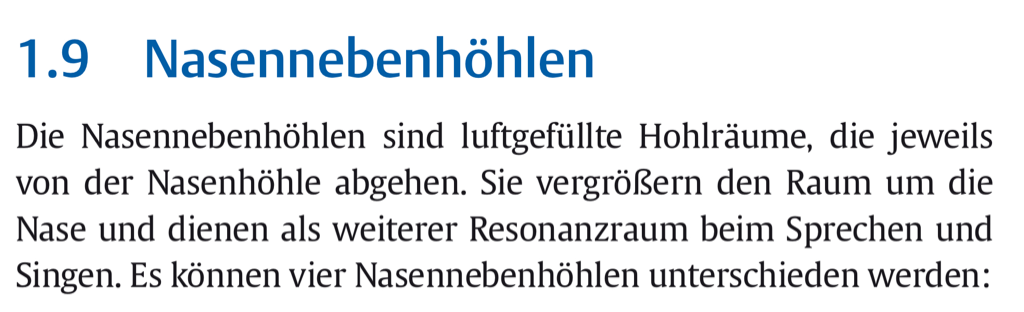 1.9 Nasennebenhöhlen
Die Nasennebenhöhlen sind luftgefüllte Hohlräume, die jeweils
von der Nasenhöhle abgehen. Sie vergrößern den Raum um die
Nase und dienen als weiterer Resonanzraum beim Sprechen und
Singen. Es können vier Nasennebenhöhlen unterschieden werden: